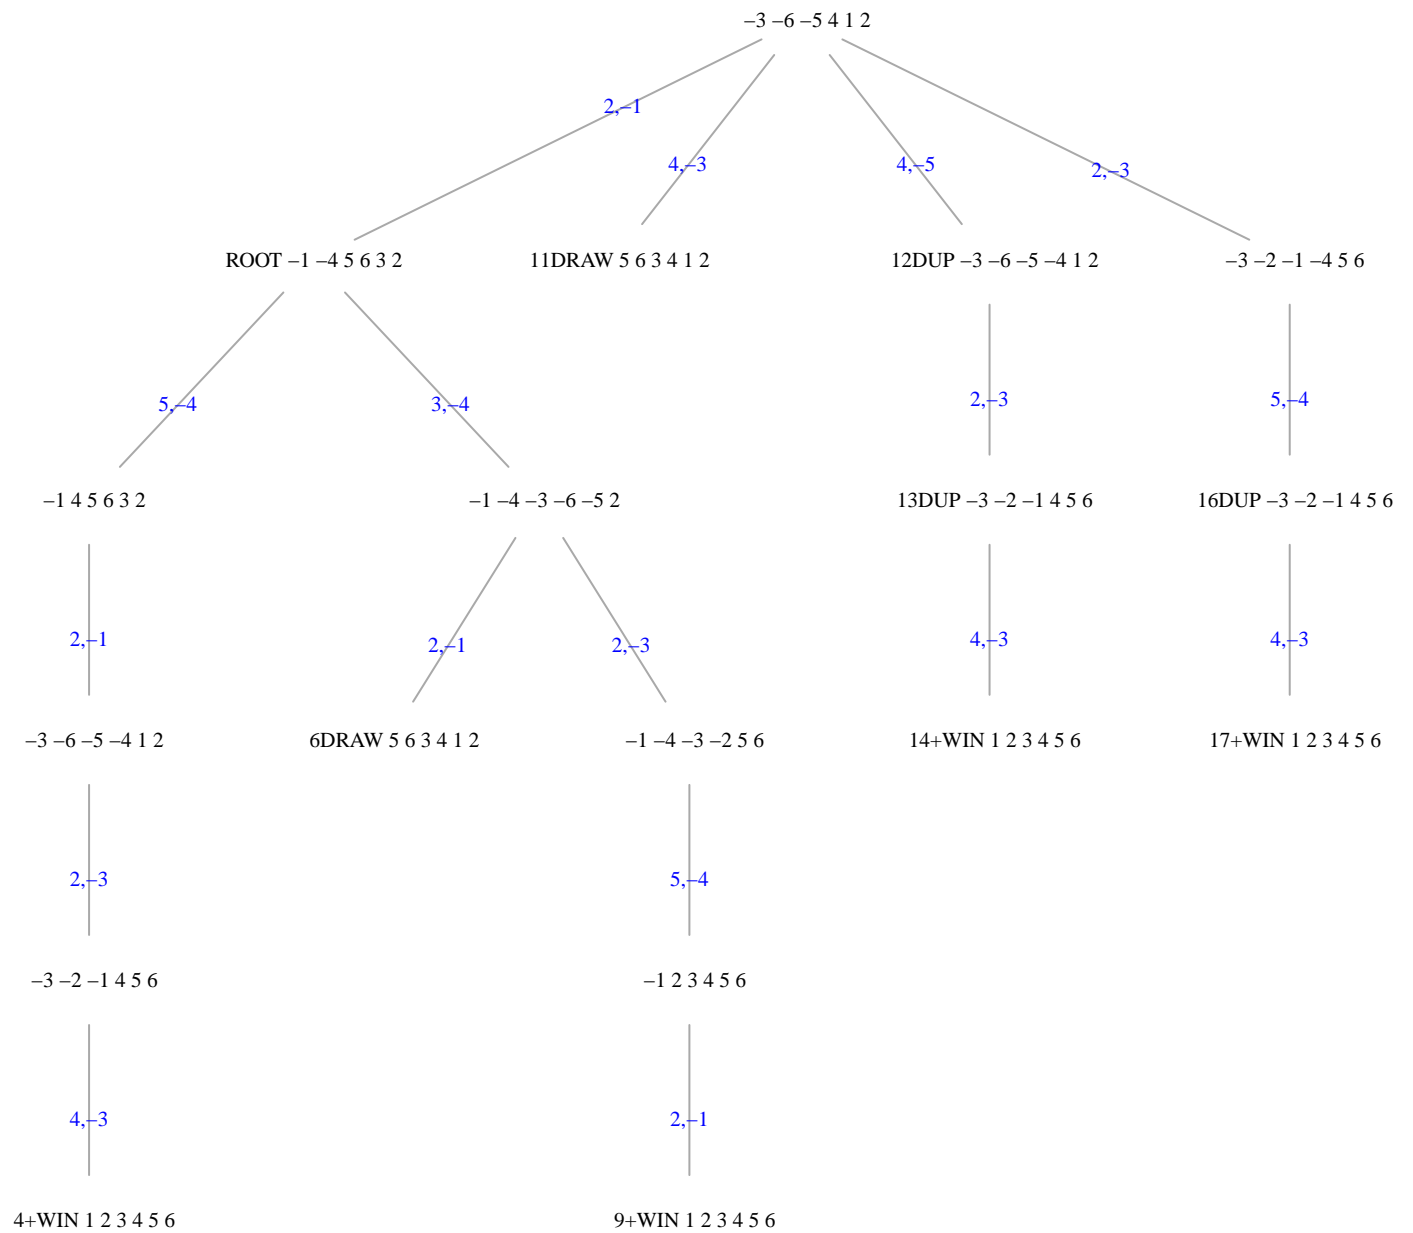 –3 –6 –5 4 1 2
2,–1
4,–3
4,–5
2,–3
ROOT –1 –4 5 6 3 2
11DRAW 5 6 3 4 1 2
12DUP –3 –6 –5 –4 1 2
–3 –2 –1 –4 5 6
5,–4
3,–4
2,–3
5,–4
–1 4 5 6 3 2
–1 –4 –3 –6 –5 2
13DUP –3 –2 –1 4 5 6
16DUP –3 –2 –1 4 5 6
2,–1
2,–1
2,–3
4,–3
4,–3
–3 –6 –5 –4 1 2
6DRAW 5 6 3 4 1 2
–1 –4 –3 –2 5 6
14+WIN 1 2 3 4 5 6
17+WIN 1 2 3 4 5 6
2,–3
5,–4
–3 –2 –1 4 5 6
–1 2 3 4 5 6
4,–3
2,–1
4+WIN 1 2 3 4 5 6
9+WIN 1 2 3 4 5 6